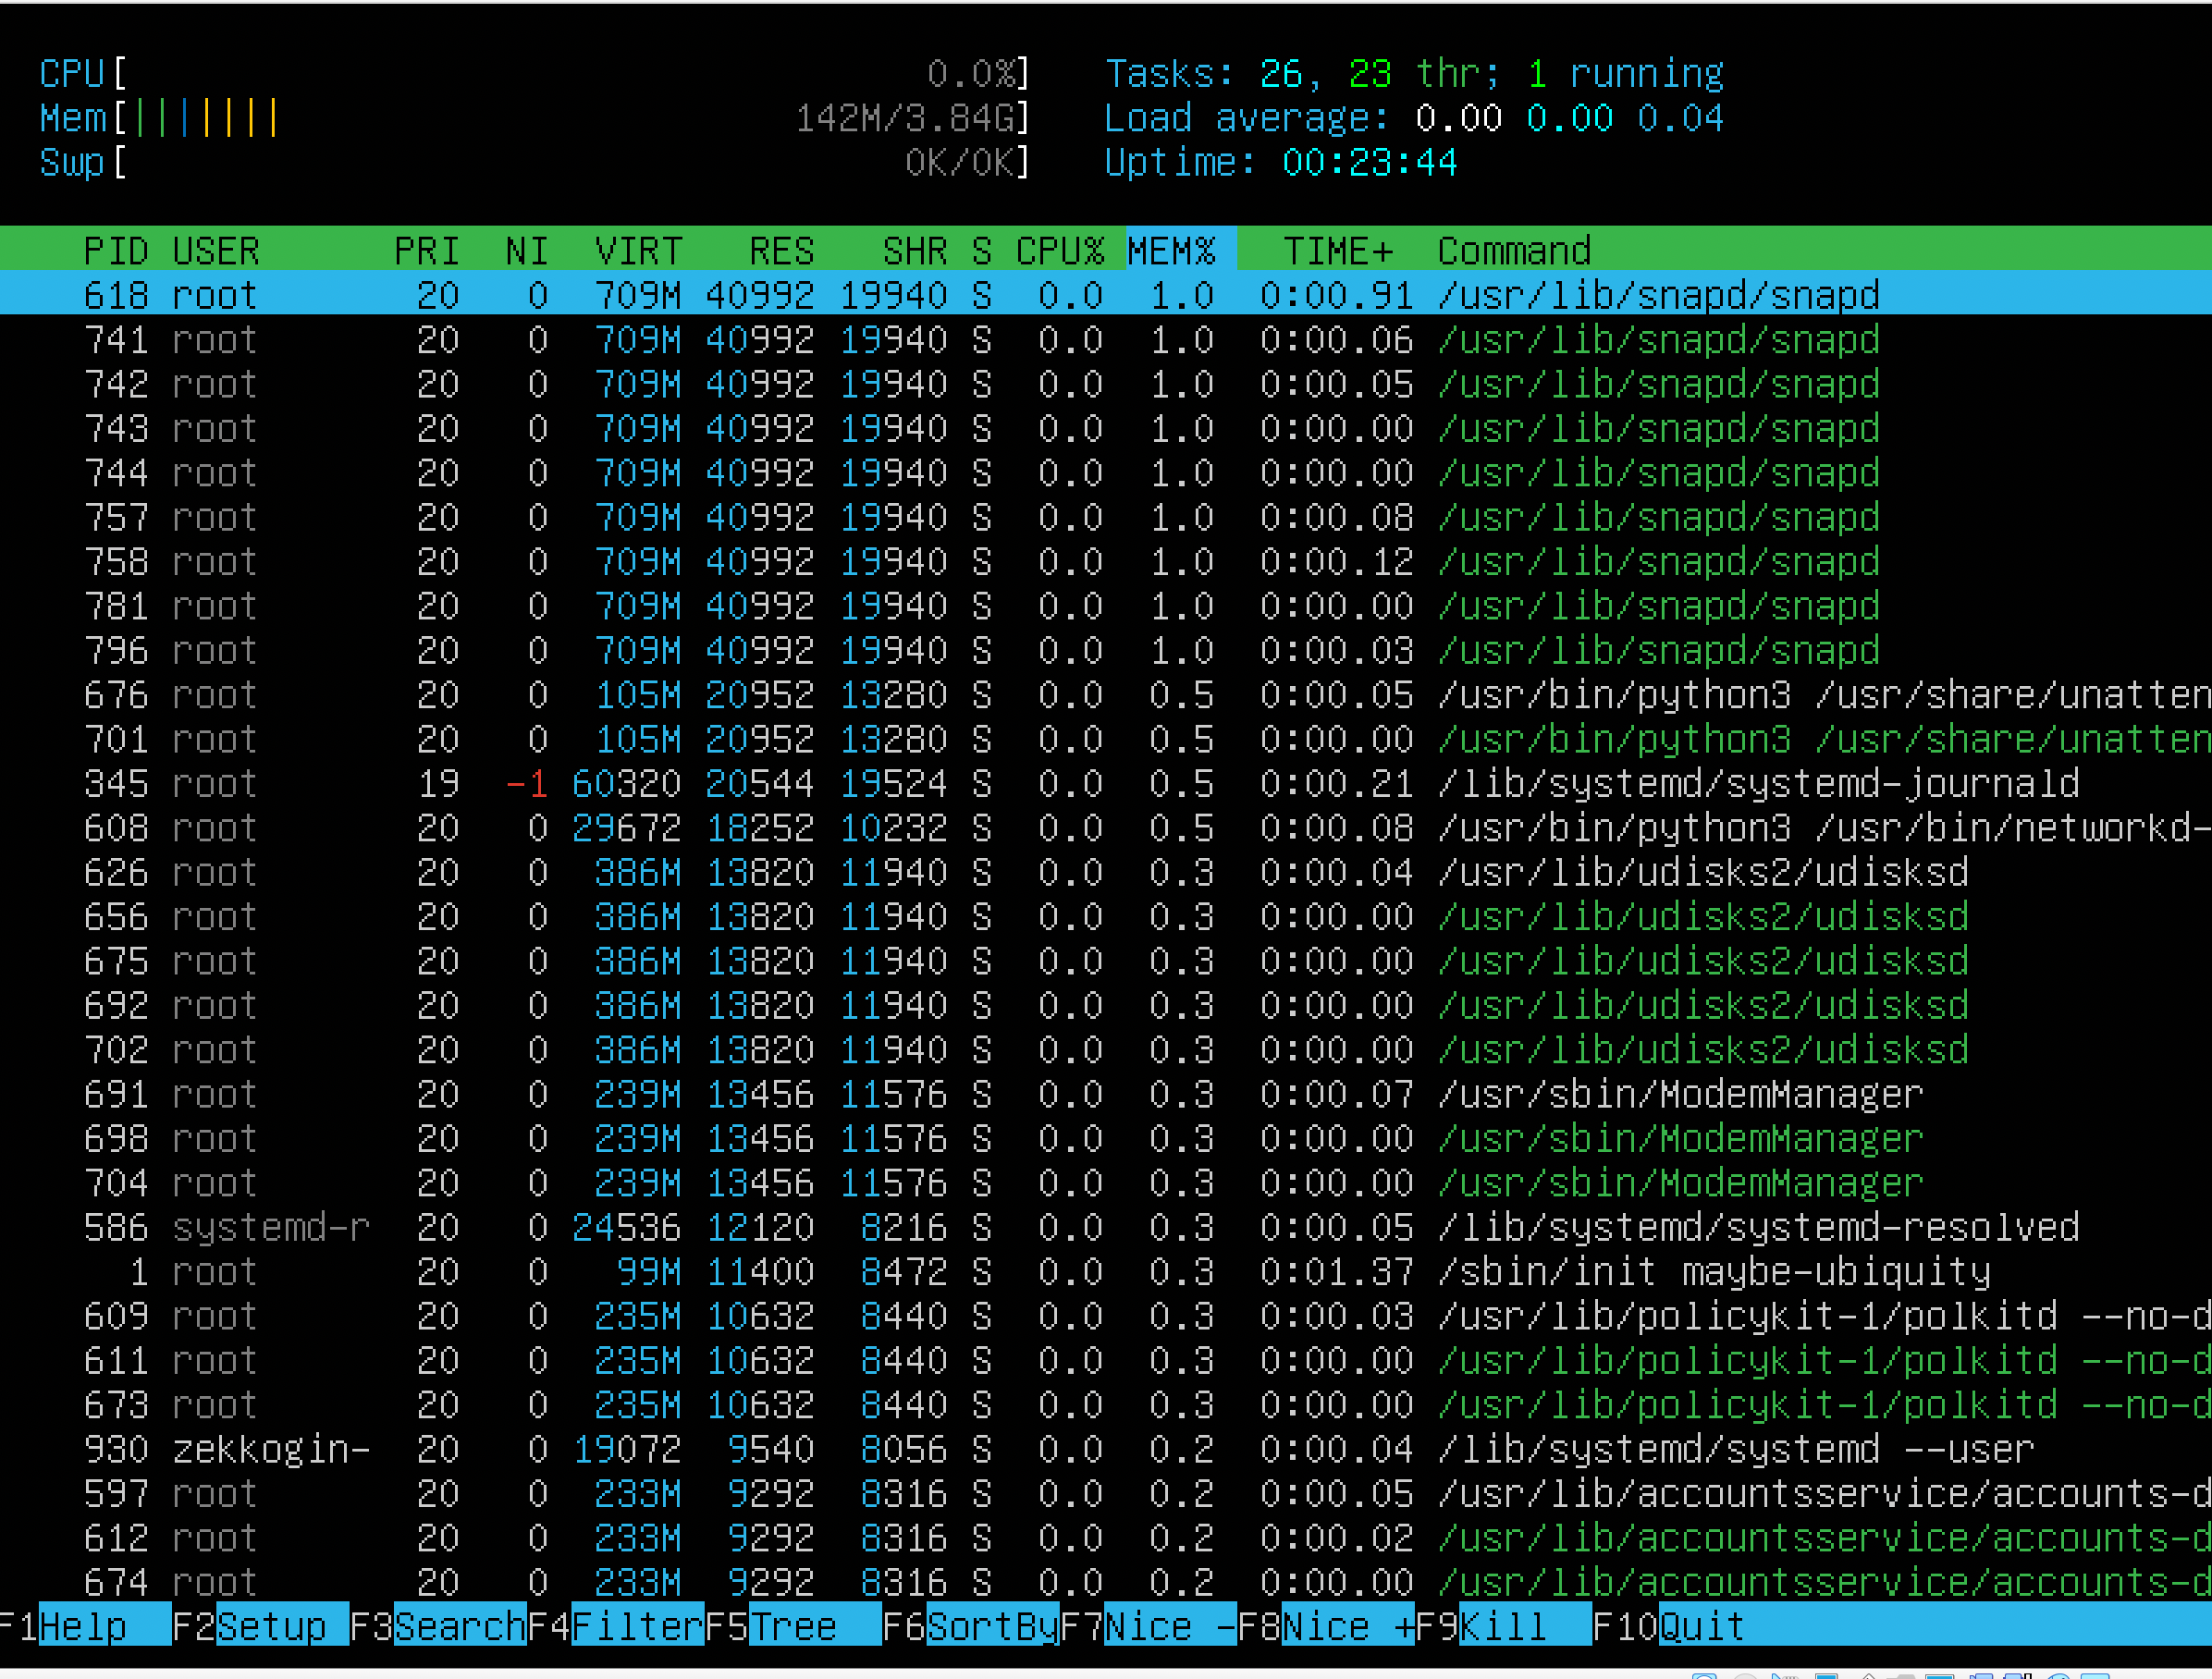 CPU[ 0.0%] Tasks: 26, 23 thr; 1 running
Mem[||||||| 142M/3.84G] Load average: 0.00 0.00 0.04
Swp[ 0K/0K] Uptime: 00:23:44
PID USER PRI NI VIRT RES SHR S CPU% MEM% TIME+ Command
618 root 20 0 709M 40992 19940 S 0.0 1.0 0:00.91 /usr/lib/snapd/snapd
741 root 20 0 709M 40992 19940 S 0.0 1.0 0:00.06 /usr/lib/snapd/snapd
742 root 20 0 709M 40992 19940 S 0.0 1.0 0:00.05 /usr/lib/snapd/snapd
743 root 20 0 709M 40992 19940 S 0.0 1.0 0:00.00 /usr/lib/snapd/snapd
744 root 20 0 709M 40992 19940 S 0.0 1.0 0:00.00 /usr/lib/snapd/snapd
757 root 20 0 709M 40992 19940 S 0.0 1.0 0:00.08 /usr/lib/snapd/snapd
758 root 20 0 709M 40992 19940 S 0.0 1.0 0:00.12 /usr/lib/snapd/snapd
781 root 20 0 709M 40992 19940 S 0.0 1.0 0:00.00 /usr/lib/snapd/snapd
796 root 20 0 709M 40992 19940 S 0.0 1.0 0:00.03 /usr/lib/snapd/snapd
676 root 20 0 105M 20952 13280 S 0.0 0.5 0:00.05 /usr/bin/python3 /usr/share/unatten
701 root 20 0 105M 20952 13280 S 0.0 0.5 0:00.00 /usr/bin/python3 /usr/share/unatten
345 root 19 -1 60320 20544 19524 S 0.0 0.5 0:00.21 /lib/systemd/systemd-journald
608 root 20 0 29672 18252 10232 S 0.0 0.5 0:00.08 /usr/bin/python3 /usr/bin/networkd-
626 root 20 0 386M 13820 11940 S 0.0 0.3 0:00.04 /usr/lib/udisks2/udisksd
656 root 20 0 386M 13820 11940 S 0.0 0.3 0:00.00 /usr/lib/udisks2/udisksd
675 root 20 0 386M 13820 11940 S 0.0 0.3 0:00.00 /usr/lib/udisks2/udisksd
692 root 20 0 386M 13820 11940 S 0.0 0.3 0:00.00 /usr/lib/udisks2/udisksd
702 root 20 0 386M 13820 11940 S 0.0 0.3 0:00.00 /usr/lib/udisks2/udisksd
691 root 20 0 239M 13456 11576 S 0.0 0.3 0:00.07 /usr/sbin/ModemManager
698 root 20 0 239M 13456 11576 S 0.0 0.3 0:00.00 /usr/sbin/ModemManager
704 root 20 0 239M 13456 11576 S 0.0 0.3 0:00.00 /usr/sbin/ModemManager
586 systemd-r 20 0 24536 12120 8216 S 0.0 0.3 0:00.05 /lib/systemd/systemd-resolved
1 root 20 0 99M 11400 8472 S 0.0 0.3 0:01.37 /sbin/init maybe-ubiquity
609 root 20 0 235M 10632 8440 S 0.0 0.3 0:00.03 /usr/lib/policykit-1/polkitd --no-d
611 root 20 0 235M 10632 8440 S 0.0 0.3 0:00.00 /usr/lib/policykit-1/polkitd --no-d
673 root 20 0 235M 10632 8440 S 0.0 0.3 0:00.00 /usr/lib/policykit-1/polkitd --no-d
930 zekkogin- 20 0 19072 9540 8056 S 0.0 0.2 0:00.04 /lib/systemd/systemd --user
597 root 20 0 233M 9292 8316 S 0.0 0.2 0:00.05 /usr/lib/accountsservice/accounts-d
612 root 20 0 233M 9292 8316 S 0.0 0.2 0:00.02 /usr/lib/accountsservice/accounts-d
674 root 20 0 233M 9292 8316 S 0.0 0.2 0:00.00 /usr/lib/accountsservice/accounts-d
F1Help F2Setup F3SearchF4FilterF5Tree F6SortByF7Nice -F8Nice +F9Kill F10Quit